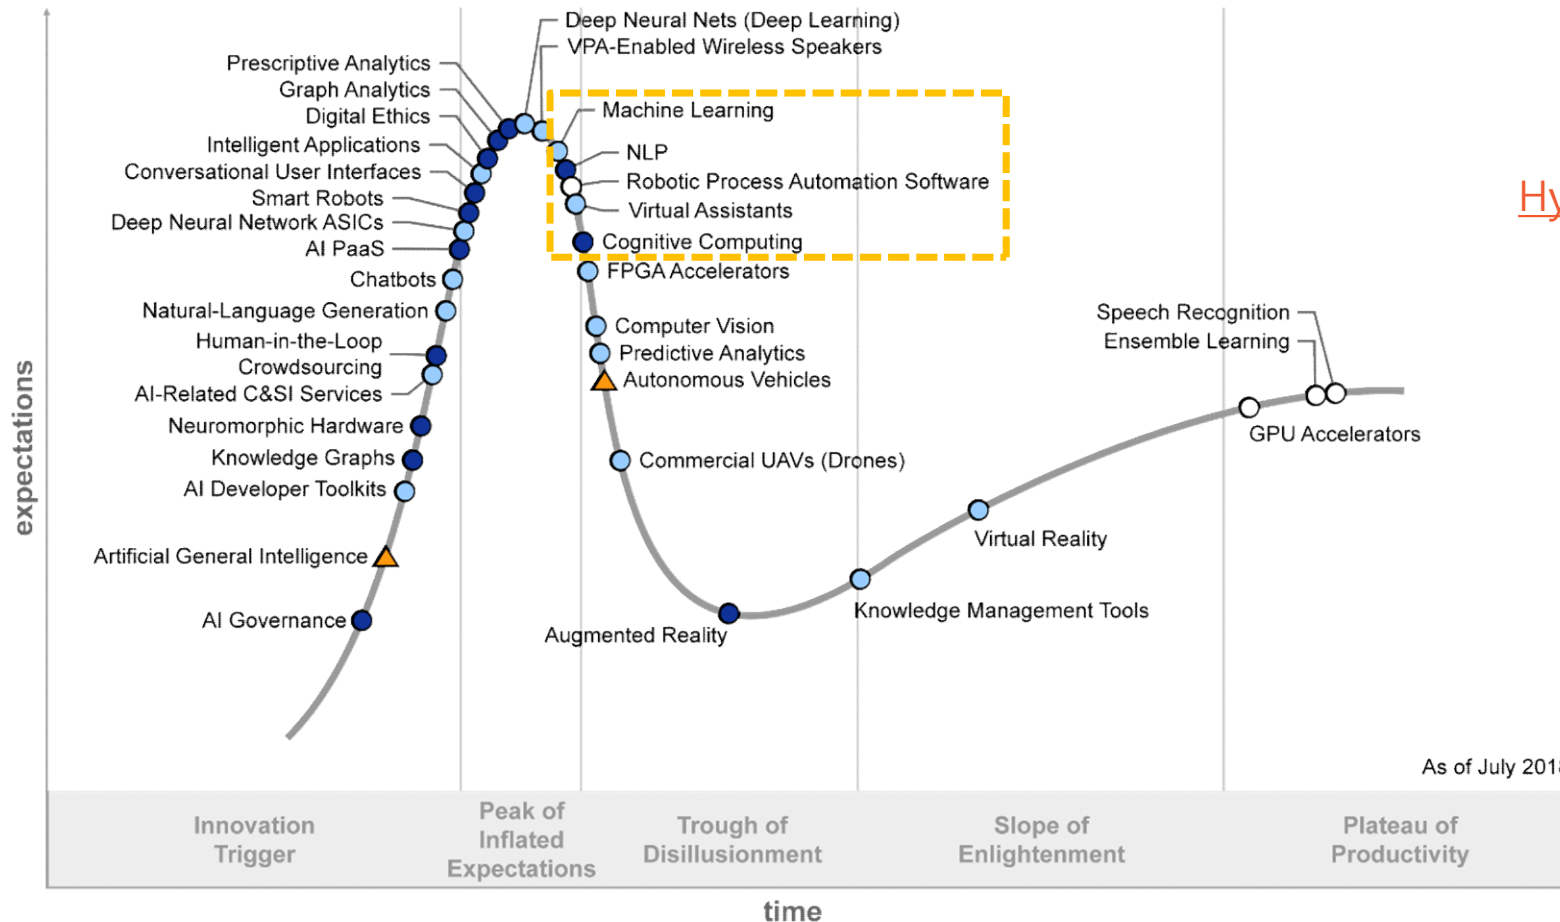 Deep Neural Nets (Deep Learning)
VPA-Enabled Wireless Speakers
Prescriptive Analytics
Graph Analytics
Digital Ethics
Intelligent Applications
Conversational User Interfaces
Smart Robots
Deep Neural Network ASICs
AI PaaS
Chatbots
Natural-Language Generation
Human-in-the-Loop
Crowdsourcing
AI-Related C&SI Services
Neuromorphic Hardware
Knowledge Graphs
AI Developer Toolkits
Artificial General Intelligence
AI Governance
Machine Learning
NLP
Robotic Process Automation Software
Virtual Assistants
Cognitive Computing
FPGA Accelerators
Computer Vision
Predictive Analytics
Autonomous Vehicles
Commercial UAVs (Drones)
Augmented Reality
Knowledge Management Tools
Virtual Reality
Speech Recognition
Ensemble Learning
GPU Accelerators
Hy
As of July 2018
expectations
Innovation
Trigger
Peak of
Inflated
Expectations
Trough of
Disillusionment
Slope of
Enlightenment
Plateau of
Productivity
time